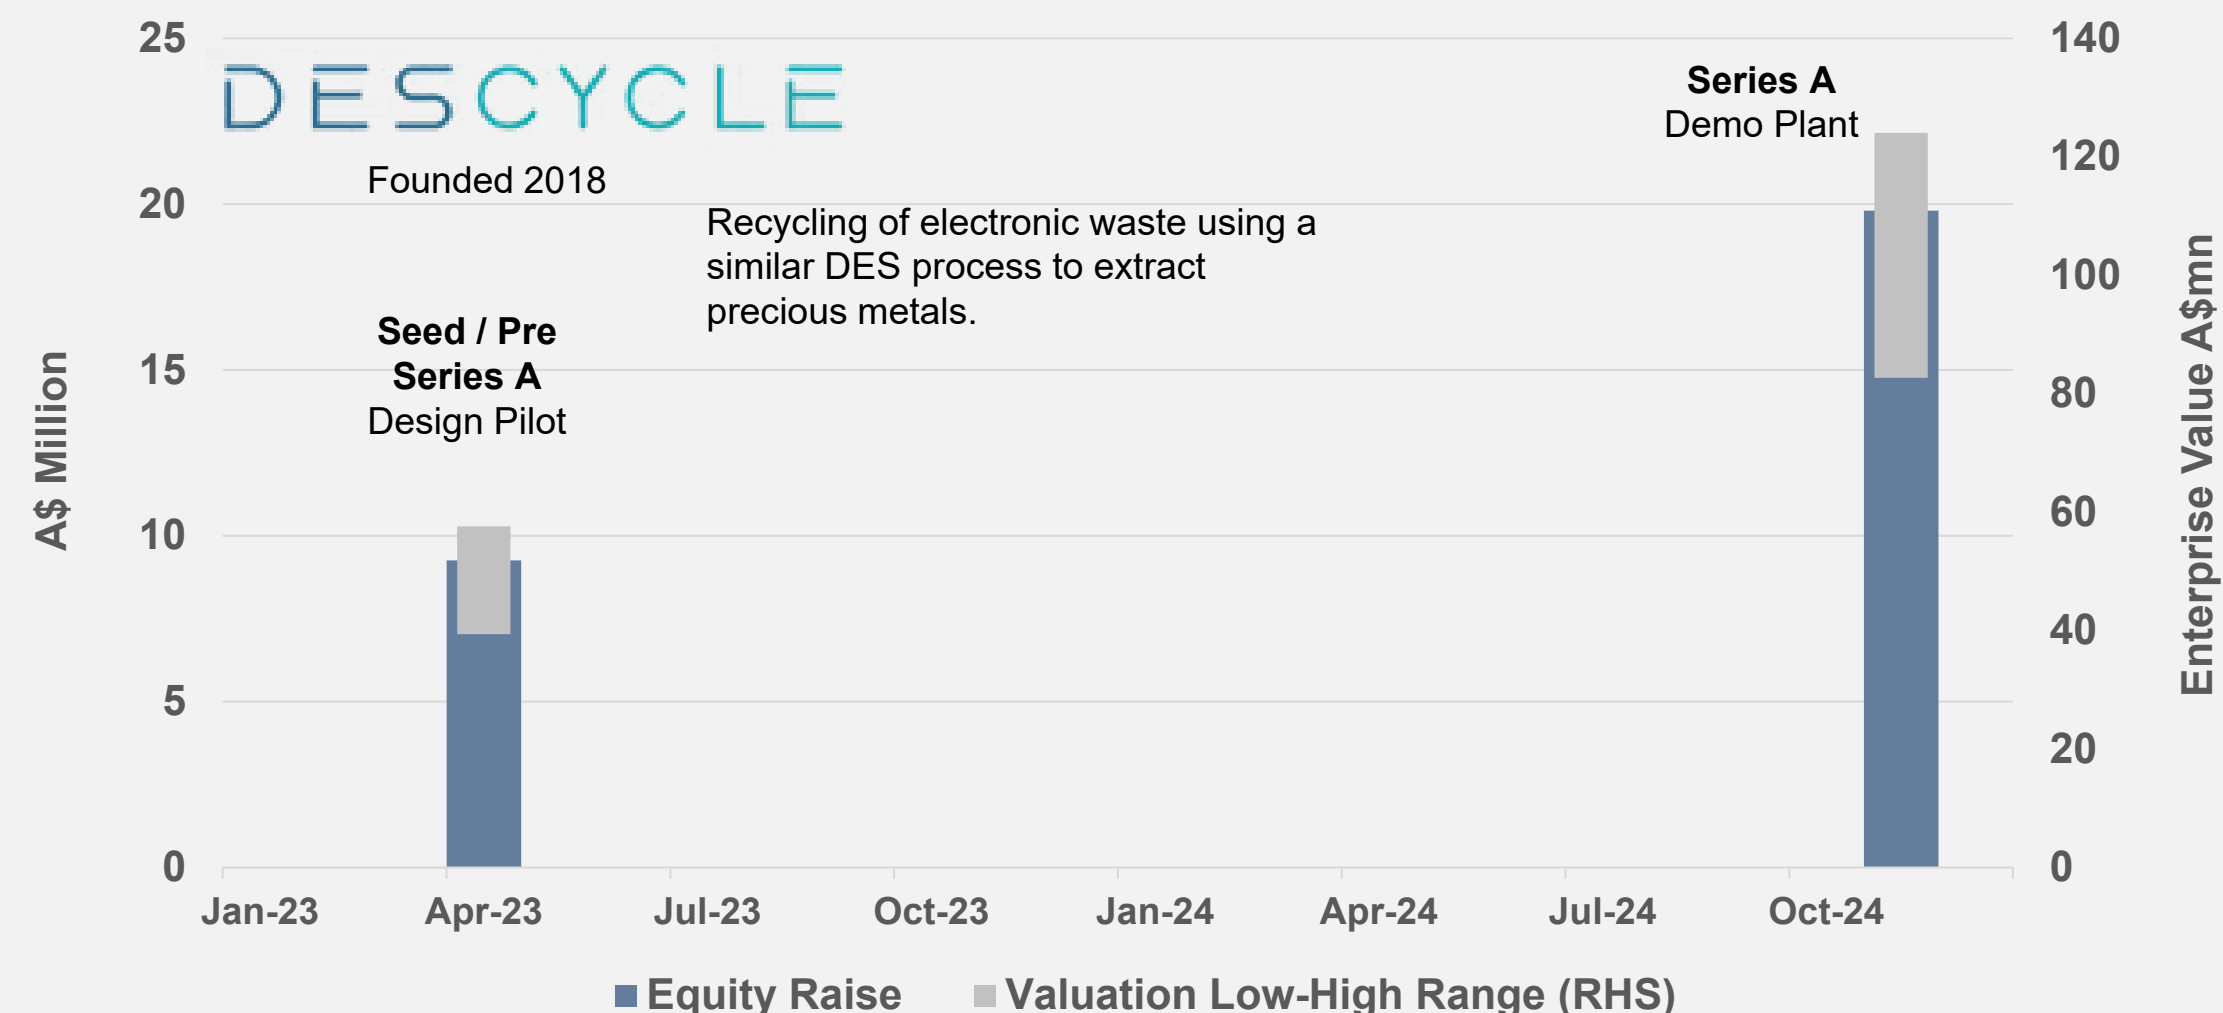 25
20
15
10
5
0
A$ Million
DESCYCLE
Founded 2018
Recycling of electronic waste using a
similar DES process to extract
precious metals.
Seed / Pre
Series A
Design Pilot
Series A
Demo Plant
140
120
100
80
60
40
20
0
Enterprise Value A$mn
Jan-23
Apr-23
Jul-23
Oct-23
Jan-24
Apr-24
Jul-24
Oct-24
Equity Raise
Valuation Low-High Range (RHS)